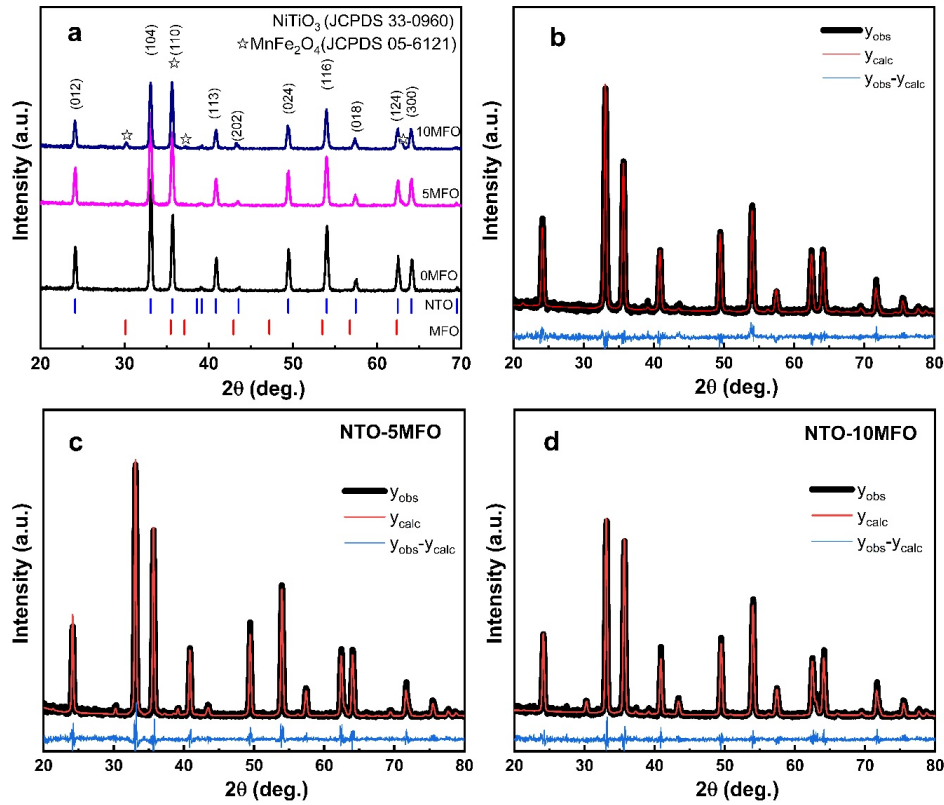 a
NiTiO3 (JCPDS 33-0960)
☆MnFe2O4(JCPDS 05-6121)
(012)
(104)
☆(110)
(113)
(202)
(024)
(116)
(018)
(124)
(300)
☆
☆
☆
10MFO
5MFO
0MFO
NTO
MFO
Intensity (a.u.)
20 30 40 50 60 70
2θ (deg.)
b
yobs
ycalc
yobs-ycalc
Intensity (a.u.)
20 30 40 50 60 70 80
2θ (deg.)
c
NTO-5MFO
yobs
ycalc
yobs-ycalc
Intensity (a.u.)
20 30 40 50 60 70 80
2θ (deg.)
d
NTO-10MFO
yobs
ycalc
yobs-ycalc
Intensity (a.u.)
20 30 40 50 60 70 80
2θ (deg.)